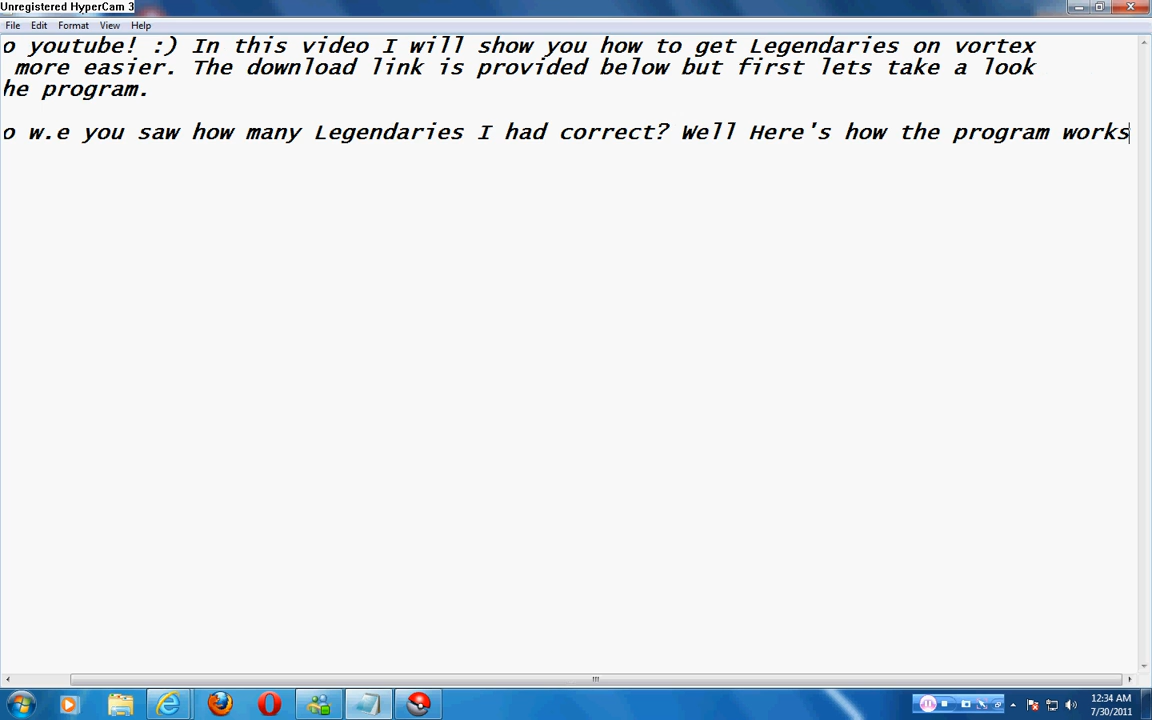 Unregistered HyperCam 3
File Edit Format View Help
o youtube! :) In this video I will show you how to get Legendaries on vortex
more easier. The download link is provided below but first lets take a look
he program.
o w.e you saw how many Legendaries I had correct? Well Here's how the program works
12:34 AM
7/30/2011